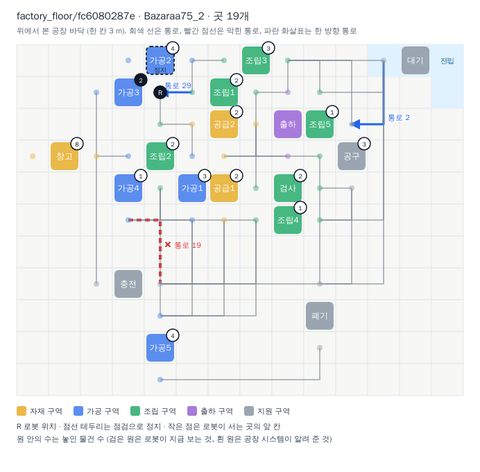 factory_floor/fc6080287e · Bazaraa75_2 · 곳 19개
위에서 본 공장 바닥 (한 칸 3 m). 회색 선은 통로, 빨간 점선은 막힌 통로, 파란 화살표는 한 방향 통로
가공2 4
정지
조립3 2
대기
전립
가공3 2
R
통로 29
조립1 2
통로 2
공급2 2
출하
조립5 1
창고 8
조립2 2
공구 3
가공4 1
가공1 3
공급1 2
검사 2
조립4 1
✕ 통로 19
충전
폐기
가공5 4
자재 구역
가공 구역
조립 구역
출하 구역
지원 구역
R 로봇 위치 · 점선 테두리는 점검으로 정지 · 작은 점은 로봇이 서는 곳의 앞 칸
원 안의 수는 놓인 물건 수 (검은 원은 로봇이 지금 보는 것, 흰 원은 공장 시스템이 알려 준 것)